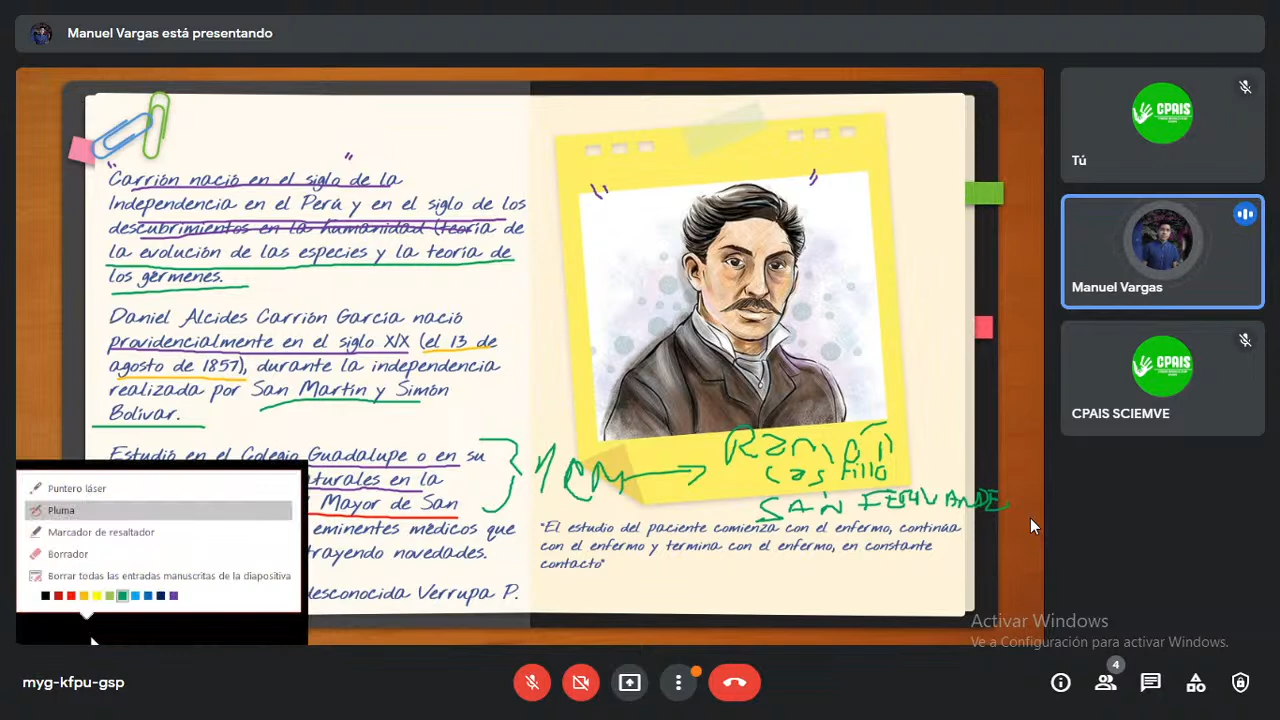 Manuel Vargas está presentando
Carrión nació en el siglo de la
Independencia en el Perú y en el siglo de los
descubrimientos en la humanidad (teoría de
la evolución de las especies y la teoría de
los gérmenes.
Daniel Alcides Carrión García nació
providencialmente en el siglo XIX (el 13 de
agosto de 1857), durante la independencia
realizada por San Martín y Simón
Bolívar.
Estudió en el Colegio Guadalupe o en su
turales en la
Mayor de San
eminentes médicos que
trayendo novedades.
desconocida Verrupa P.
Puntero láser
Pluma
Marcador de resaltador
Borrador
Borrar todas las entradas manuscritas de la diapositiva
Ramón
Castilla
SAN FERNANDO
"El estudio del paciente comienza con el enfermo, continúa
con el enfermo y termina con el enfermo, en constante
contacto"
CPAIS
Tú
Manuel Vargas
CPAIS
CPAIS SCIEMVE
Activar Windows
Ve a Configuración para activar Windows.
myg-kfpu-gsp
4